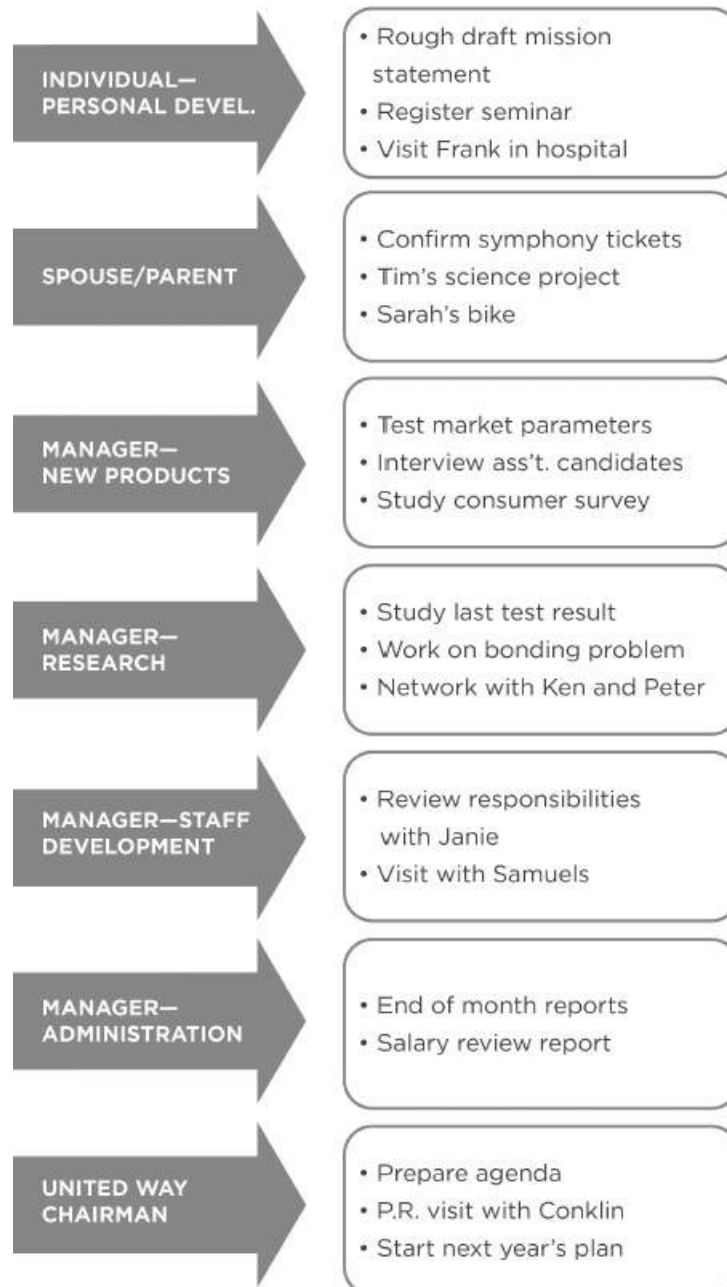 INDIVIDUAL—
PERSONAL DEVEL.
• Rough draft mission
statement
• Register seminar
• Visit Frank in hospital
SPOUSE/PARENT
• Confirm symphony tickets
• Tim's science project
• Sarah's bike
MANAGER—
NEW PRODUCTS
• Test market parameters
• Interview ass't. candidates
• Study consumer survey
MANAGER—
RESEARCH
• Study last test result
• Work on bonding problem
• Network with Ken and Peter
MANAGER—STAFF
DEVELOPMENT
• Review responsibilities
with Janie
• Visit with Samuels
MANAGER—
ADMINISTRATION
• End of month reports
• Salary review report
UNITED WAY
CHAIRMAN
• Prepare agenda
• P.R. visit with Conklin
• Start next year's plan